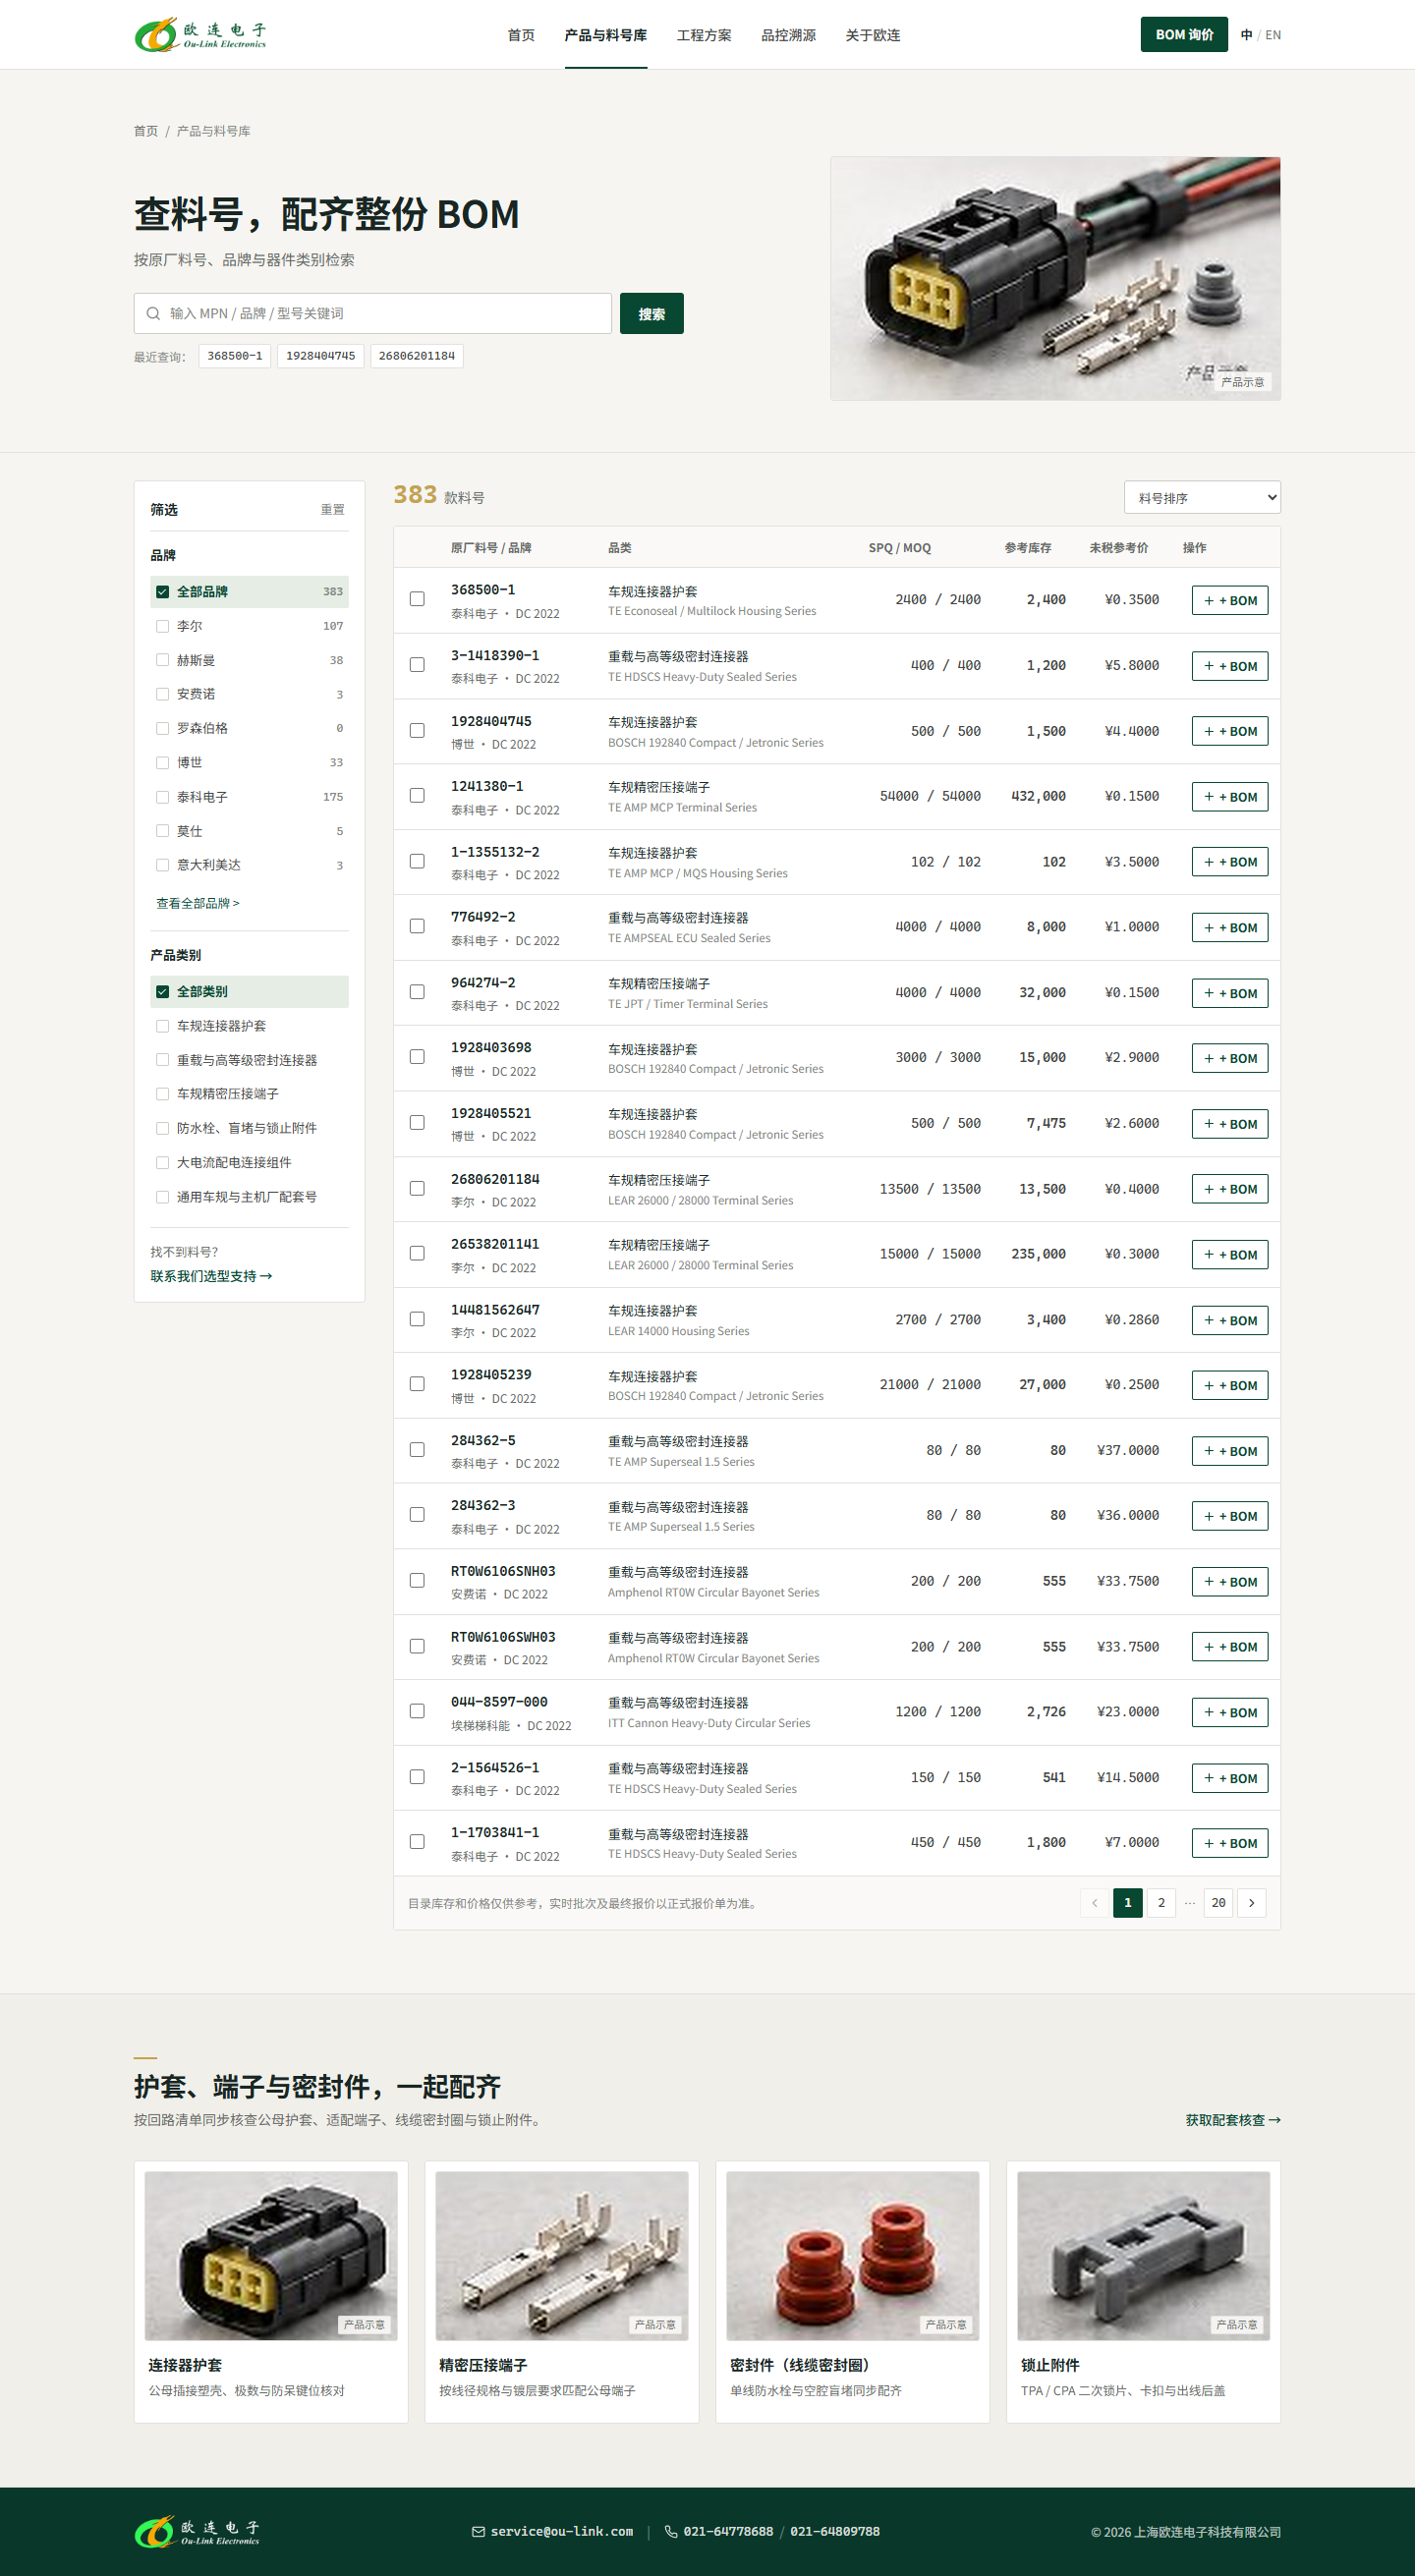 欧连电子
Ou-Link Electronics
首页 产品与料号库 工程方案 品控溯源 关于欧连
BOM 询价 中 / EN
首页 / 产品与料号库
查料号，配齐整份 BOM
按原厂料号、品牌与器件类别检索
输入 MPN / 品牌 / 型号关键词 搜索
最近查询： 368500-1 1928404745 26806201184
产品示意
筛选 重置
品牌
全部品牌 383
李尔 107
赫斯曼 38
安费诺 3
罗森伯格 0
博世 33
泰科电子 175
莫仕 5
意大利美达 3
查看全部品牌 >
产品类别
全部类别
车规连接器护套
重载与高等级密封连接器
车规精密压接端子
防水栓、盲堵与锁止附件
大电流配电连接组件
通用车规与主机厂配套号
找不到料号？
联系我们选型支持 →
383 款料号 料号排序
原厂料号 / 品牌 品类 SPQ / MOQ 参考库存 未税参考价 操作
368500-1 车规连接器护套 2400 / 2400 2,400 ¥0.3500 + + BOM
泰科电子 • DC 2022 TE Econoseal / Multilock Housing Series
3-1418390-1 重载与高等级密封连接器 400 / 400 1,200 ¥5.8000 + + BOM
泰科电子 • DC 2022 TE HDSCS Heavy-Duty Sealed Series
1928404745 车规连接器护套 500 / 500 1,500 ¥4.4000 + + BOM
博世 • DC 2022 BOSCH 192840 Compact / Jetronic Series
1241380-1 车规精密压接端子 54000 / 54000 432,000 ¥0.1500 + + BOM
泰科电子 • DC 2022 TE AMP MCP Terminal Series
1-1355132-2 车规连接器护套 102 / 102 102 ¥3.5000 + + BOM
泰科电子 • DC 2022 TE AMP MCP / MQS Housing Series
776492-2 重载与高等级密封连接器 4000 / 4000 8,000 ¥1.0000 + + BOM
泰科电子 • DC 2022 TE AMPSEAL ECU Sealed Series
964274-2 车规精密压接端子 4000 / 4000 32,000 ¥0.1500 + + BOM
泰科电子 • DC 2022 TE JPT / Timer Terminal Series
1928403698 车规连接器护套 3000 / 3000 15,000 ¥2.9000 + + BOM
博世 • DC 2022 BOSCH 192840 Compact / Jetronic Series
1928405521 车规连接器护套 500 / 500 7,475 ¥2.6000 + + BOM
博世 • DC 2022 BOSCH 192840 Compact / Jetronic Series
26806201184 车规精密压接端子 13500 / 13500 13,500 ¥0.4000 + + BOM
李尔 • DC 2022 LEAR 26000 / 28000 Terminal Series
26538201141 车规精密压接端子 15000 / 15000 235,000 ¥0.3000 + + BOM
李尔 • DC 2022 LEAR 26000 / 28000 Terminal Series
14481562647 车规连接器护套 2700 / 2700 3,400 ¥0.2860 + + BOM
李尔 • DC 2022 LEAR 14000 Housing Series
1928405239 车规连接器护套 21000 / 21000 27,000 ¥0.2500 + + BOM
博世 • DC 2022 BOSCH 192840 Compact / Jetronic Series
284362-5 重载与高等级密封连接器 80 / 80 80 ¥37.0000 + + BOM
泰科电子 • DC 2022 TE AMP Superseal 1.5 Series
284362-3 重载与高等级密封连接器 80 / 80 80 ¥36.0000 + + BOM
泰科电子 • DC 2022 TE AMP Superseal 1.5 Series
RT0W6106SNH03 重载与高等级密封连接器 200 / 200 555 ¥33.7500 + + BOM
安费诺 • DC 2022 Amphenol RT0W Circular Bayonet Series
RT0W6106SWH03 重载与高等级密封连接器 200 / 200 555 ¥33.7500 + + BOM
安费诺 • DC 2022 Amphenol RT0W Circular Bayonet Series
044-8597-000 重载与高等级密封连接器 1200 / 1200 2,726 ¥23.0000 + + BOM
埃梯梯科能 • DC 2022 ITT Cannon Heavy-Duty Circular Series
2-1564526-1 重载与高等级密封连接器 150 / 150 541 ¥14.5000 + + BOM
泰科电子 • DC 2022 TE HDSCS Heavy-Duty Sealed Series
1-1703841-1 重载与高等级密封连接器 450 / 450 1,800 ¥7.0000 + + BOM
泰科电子 • DC 2022 TE HDSCS Heavy-Duty Sealed Series
目录库存和价格仅供参考，实时批次及最终报价以正式报价单为准。 ‹ 1 2 … 20 ›
护套、端子与密封件，一起配齐
按回路清单同步核查公母护套、适配端子、线缆密封圈与锁止附件。 获取配套核查 →
产品示意 产品示意 产品示意 产品示意
连接器护套 精密压接端子 密封件（线缆密封圈） 锁止附件
公母插接塑壳、极数与防呆键位核对 按线径规格与镀层要求匹配公母端子 单线防水栓与空腔盲堵同步配齐 TPA / CPA 二次锁片、卡扣与出线后盖
欧连电子
Ou-Link Electronics
service@ou-link.com | 021-64778688 / 021-64809788 © 2026 上海欧连电子科技有限公司